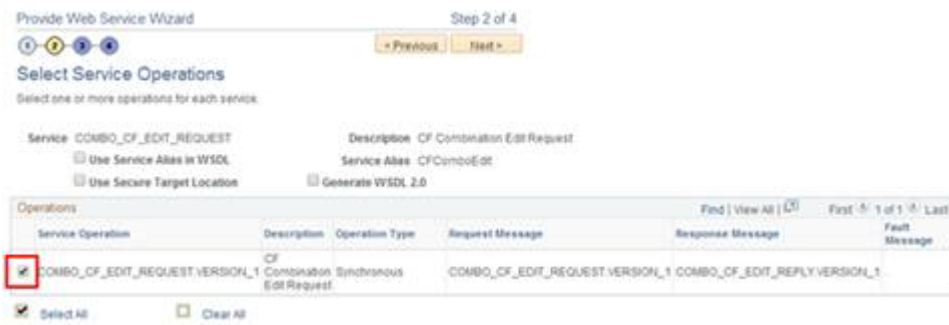 Provide Web Service Wizard Step 2 of 4
1 2 3 4 < Previous Next >
Select Service Operations
Select one or more operations for each service.
Service COMBO_CF_EDIT_REQUEST Description CF Combination Edit Request
Use Service Alias in WSDL Service Alias CFComboEdit
Use Secure Target Location Generate WSDL 2.0
Operations Find | View All | First 1 of 1 Last
Service Operation Description Operation Type Request Message Response Message Fault Message
COMBO_CF_EDIT_REQUEST.VERSION_1 CF Combination Edit Request Synchronous COMBO_CF_EDIT_REQUEST.VERSION_1 COMBO_CF_EDIT_REPLY.VERSION_1
Select All Clear All